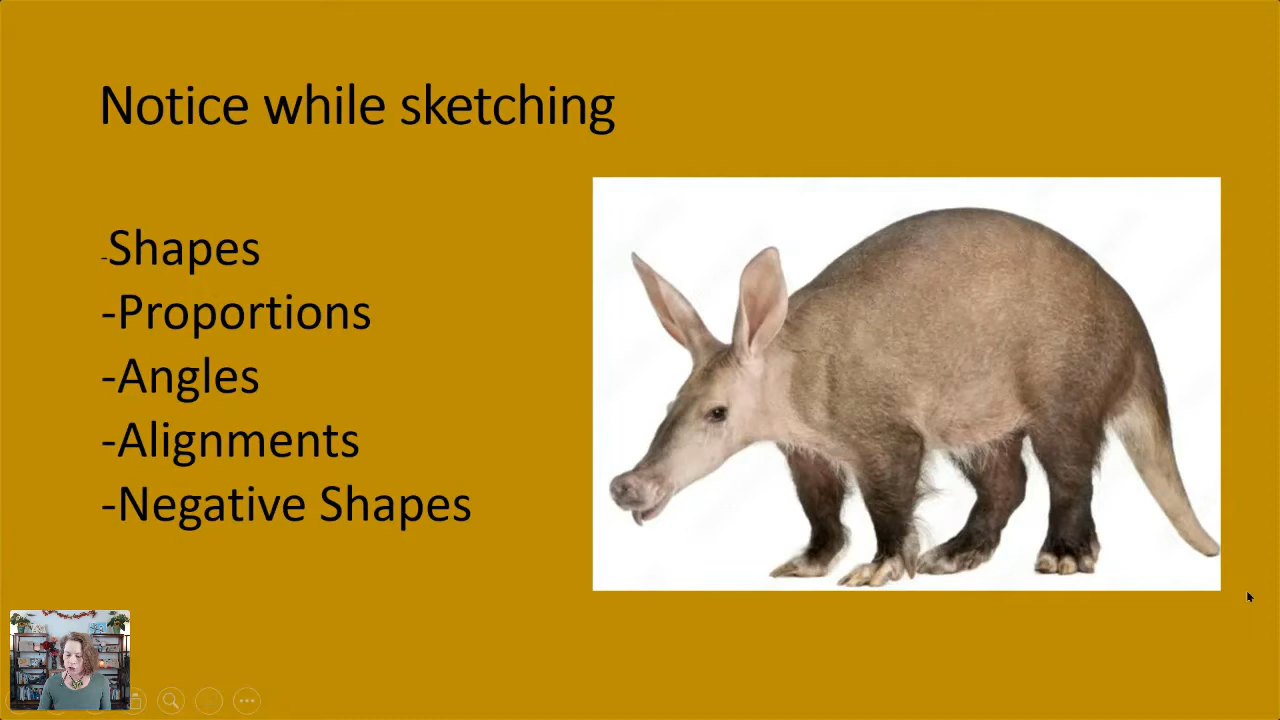 Notice while sketching
-Shapes
-Proportions
-Angles
-Alignments
-Negative Shapes